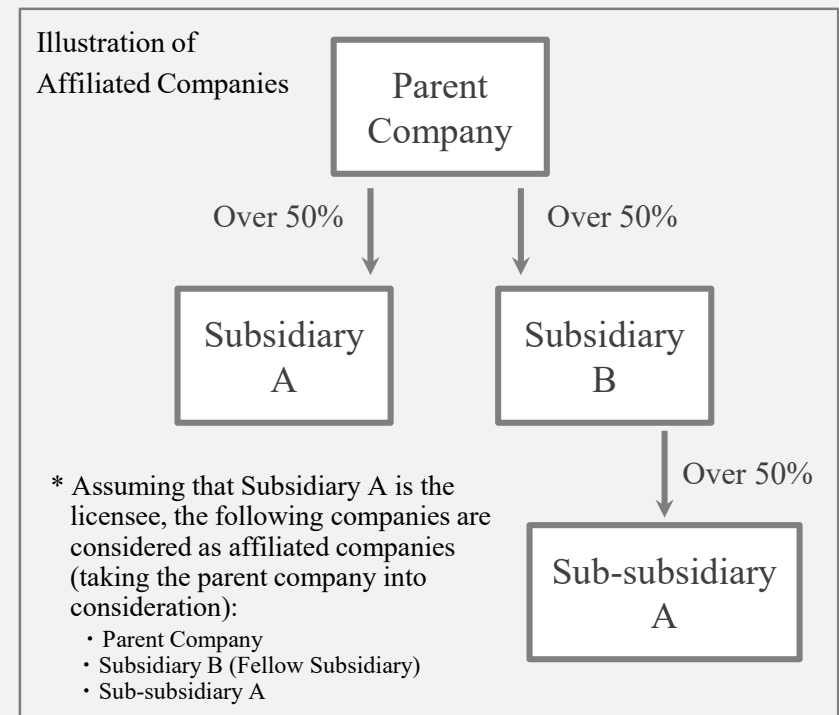 Illustration of
Affiliated Companies
Parent
Company
Over 50%
Over 50%
Subsidiary
A
Subsidiary
B
Over 50%
Sub-subsidiary
A
* Assuming that Subsidiary A is the
licensee, the following companies are
considered as affiliated companies
(taking the parent company into
consideration):
・Parent Company
・Subsidiary B (Fellow Subsidiary)
・Sub-subsidiary A